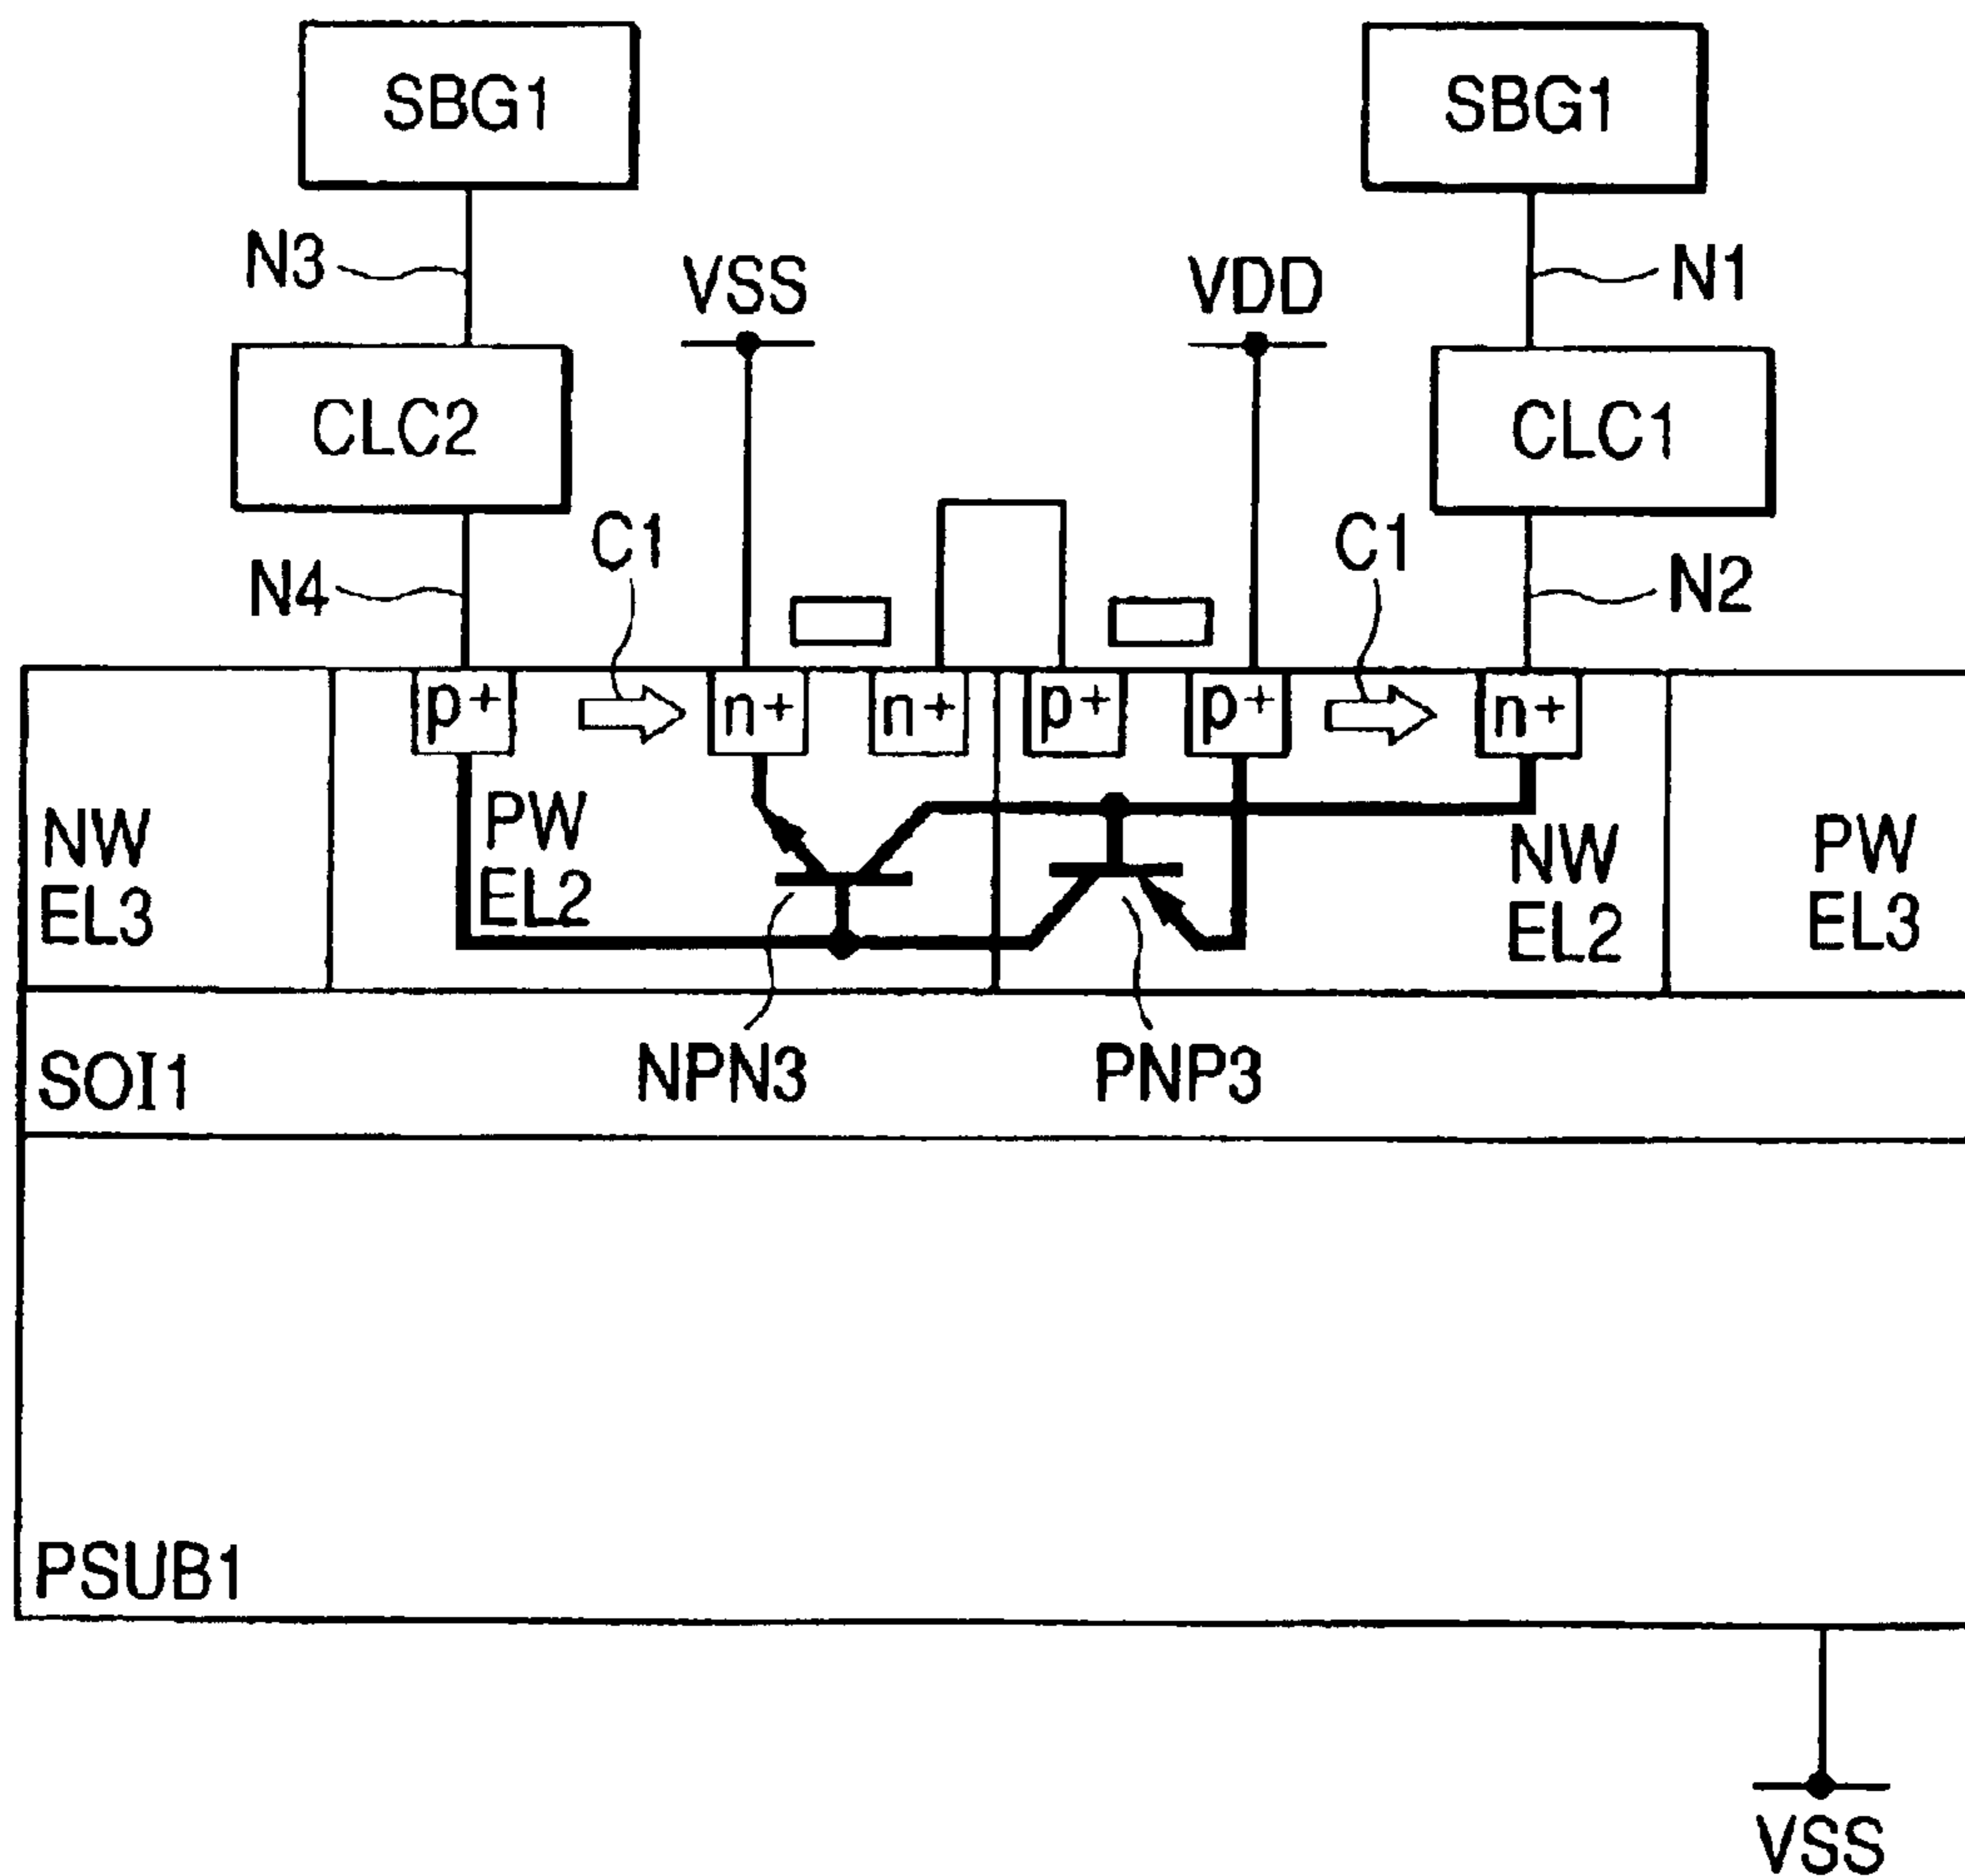 SBG1
SBG1
N3
VSS
VDD
N1
CLC2
CLC1
N4
C1
C1
N2
p+
n+
n+
p+
p+
n+
NW
EL3
PW
EL2
NW
EL2
PW
EL3
SOI1
NPN3
PNP3
PSUB1
VSS